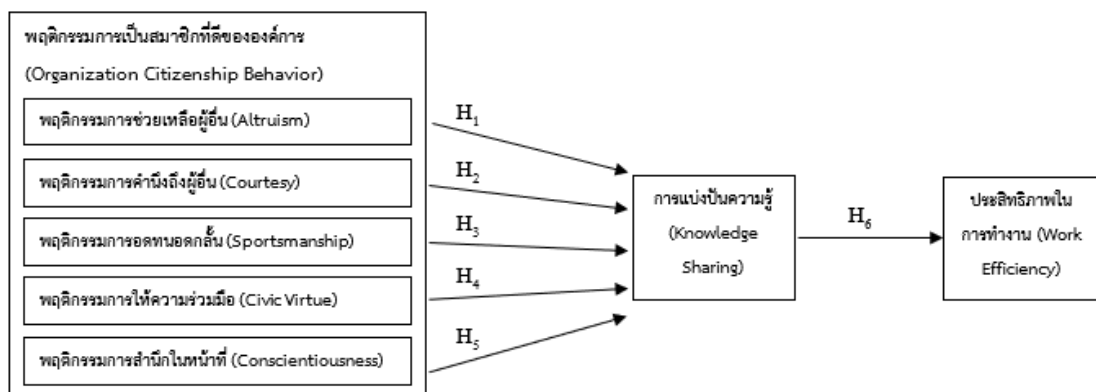 พฤติกรรมการเป็นสมาชิกที่ดีขององค์การ
(Organization Citizenship Behavior)
พฤติกรรมการช่วยเหลือผู้อื่น (Altruism)
พฤติกรรมการคำนึงถึงผู้อื่น (Courtesy)
พฤติกรรมการอดทนอดกลั้น (Sportsmanship)
พฤติกรรมการให้ความร่วมมือ (Civic Virtue)
พฤติกรรมการสำนึกในหน้าที่ (Conscientiousness)
H1
H2
H3
H4
H5
การแบ่งปันความรู้
(Knowledge
Sharing)
H6
ประสิทธิภาพใน
การทำงาน (Work
Efficiency)